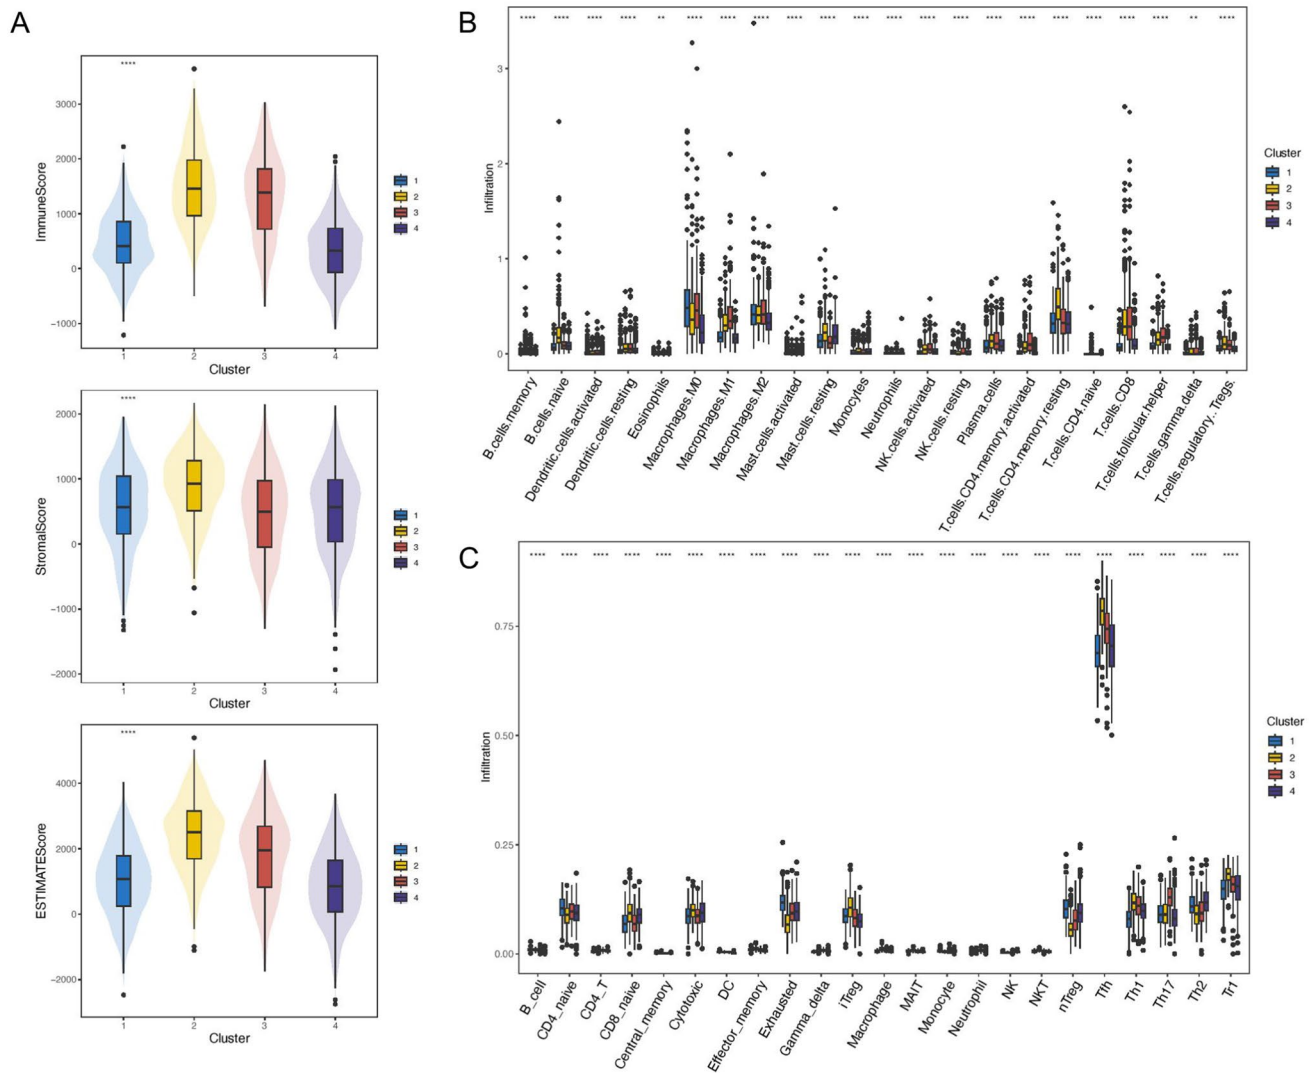 A
****
ImmuneScore
3000
2000
1000
0
−1000
1
2
3
4
Cluster
1
2
3
4
****
StromalScore
2000
1000
0
−1000
−2000
1
2
3
4
Cluster
1
2
3
4
****
ESTIMATEScore
4000
2000
0
−2000
1
2
3
4
Cluster
1
2
3
4
B
**** **** **** **** ** **** **** **** **** **** **** **** **** **** **** **** **** **** **** **** ** ****
Infiltration
3
2
1
0
B.cells.memory
B.cells.naive
Dendritic.cells.activated
Dendritic.cells.resting
Eosinophils
Macrophages.M0
Macrophages.M1
Macrophages.M2
Mast.cells.activated
Mast.cells.resting
Monocytes
Neutrophils
NK.cells.activated
NK.cells.resting
Plasma.cells
T.cells.CD4.memory.activated
T.cells.CD4.memory.resting
T.cells.CD4.naive
T.cells.CD8
T.cells.follicular.helper
T.cells.gamma.delta
T.cells.regulatory..Tregs.
Cluster
1
2
3
4
C
**** **** **** **** **** **** **** **** **** **** **** **** **** **** **** **** **** **** **** **** **** **** ****
Infiltration
0.75
0.50
0.25
0.00
B_cell
CD4_naive
CD4_T
CD8_naive
Central_memory
Cytotoxic
DC
Effector_memory
Exhausted
Gamma_delta
iTreg
Macrophage
MAIT
Monocyte
Neutrophil
NK
NKT
nTreg
Tfh
Th1
Th17
Th2
Tr1
Cluster
1
2
3
4